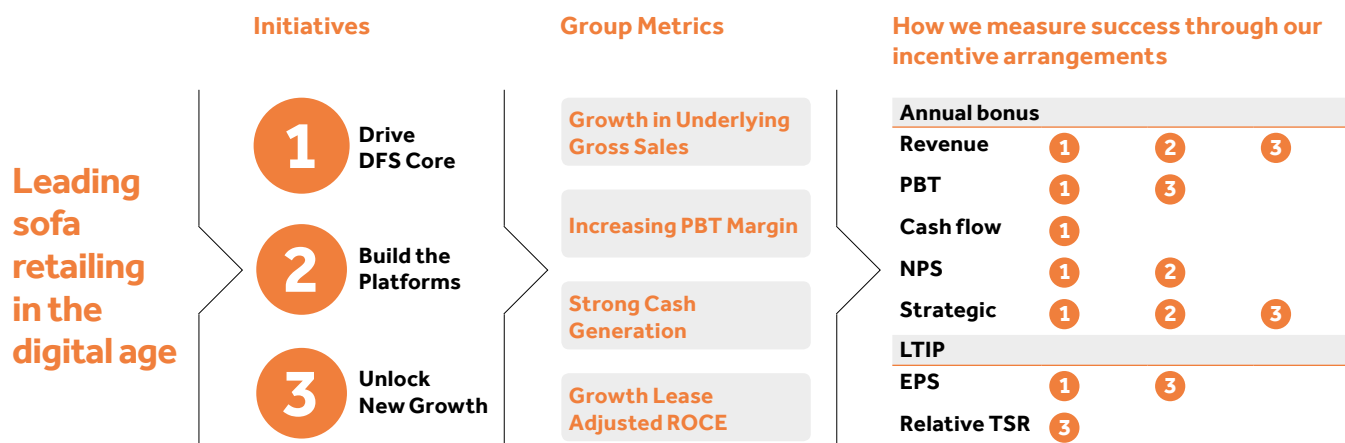 Initiatives
Group Metrics
How we measure success through our
incentive arrangements
Leading
sofa
retailing
in the
digital age
1 Drive
DFS Core
2 Build the
Platforms
3 Unlock
New Growth
Growth in Underlying
Gross Sales
Increasing PBT Margin
Strong Cash
Generation
Growth Lease
Adjusted ROCE
Annual bonus
Revenue 1 2 3
PBT 1 3
Cash flow 1
NPS 1 2
Strategic 1 2 3
LTIP
EPS 1 3
Relative TSR 3